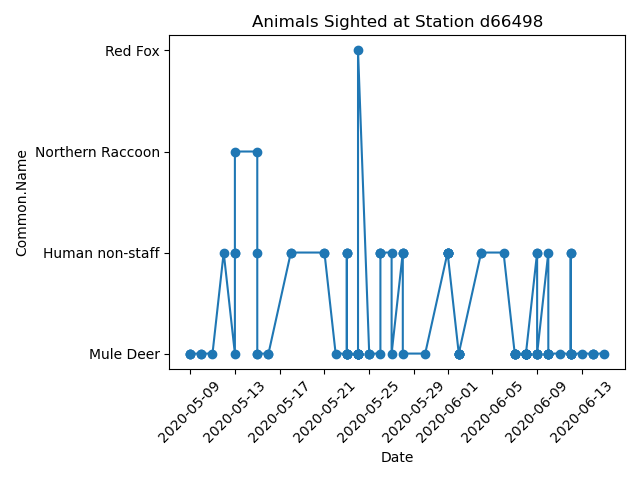 Animals Sighted at Station d66498
Red Fox
Northern Raccoon
Human non-staff
Mule Deer
Common.Name
2020-05-09
2020-05-13
2020-05-17
2020-05-21
2020-05-25
2020-05-29
2020-06-01
2020-06-05
2020-06-09
2020-06-13
Date